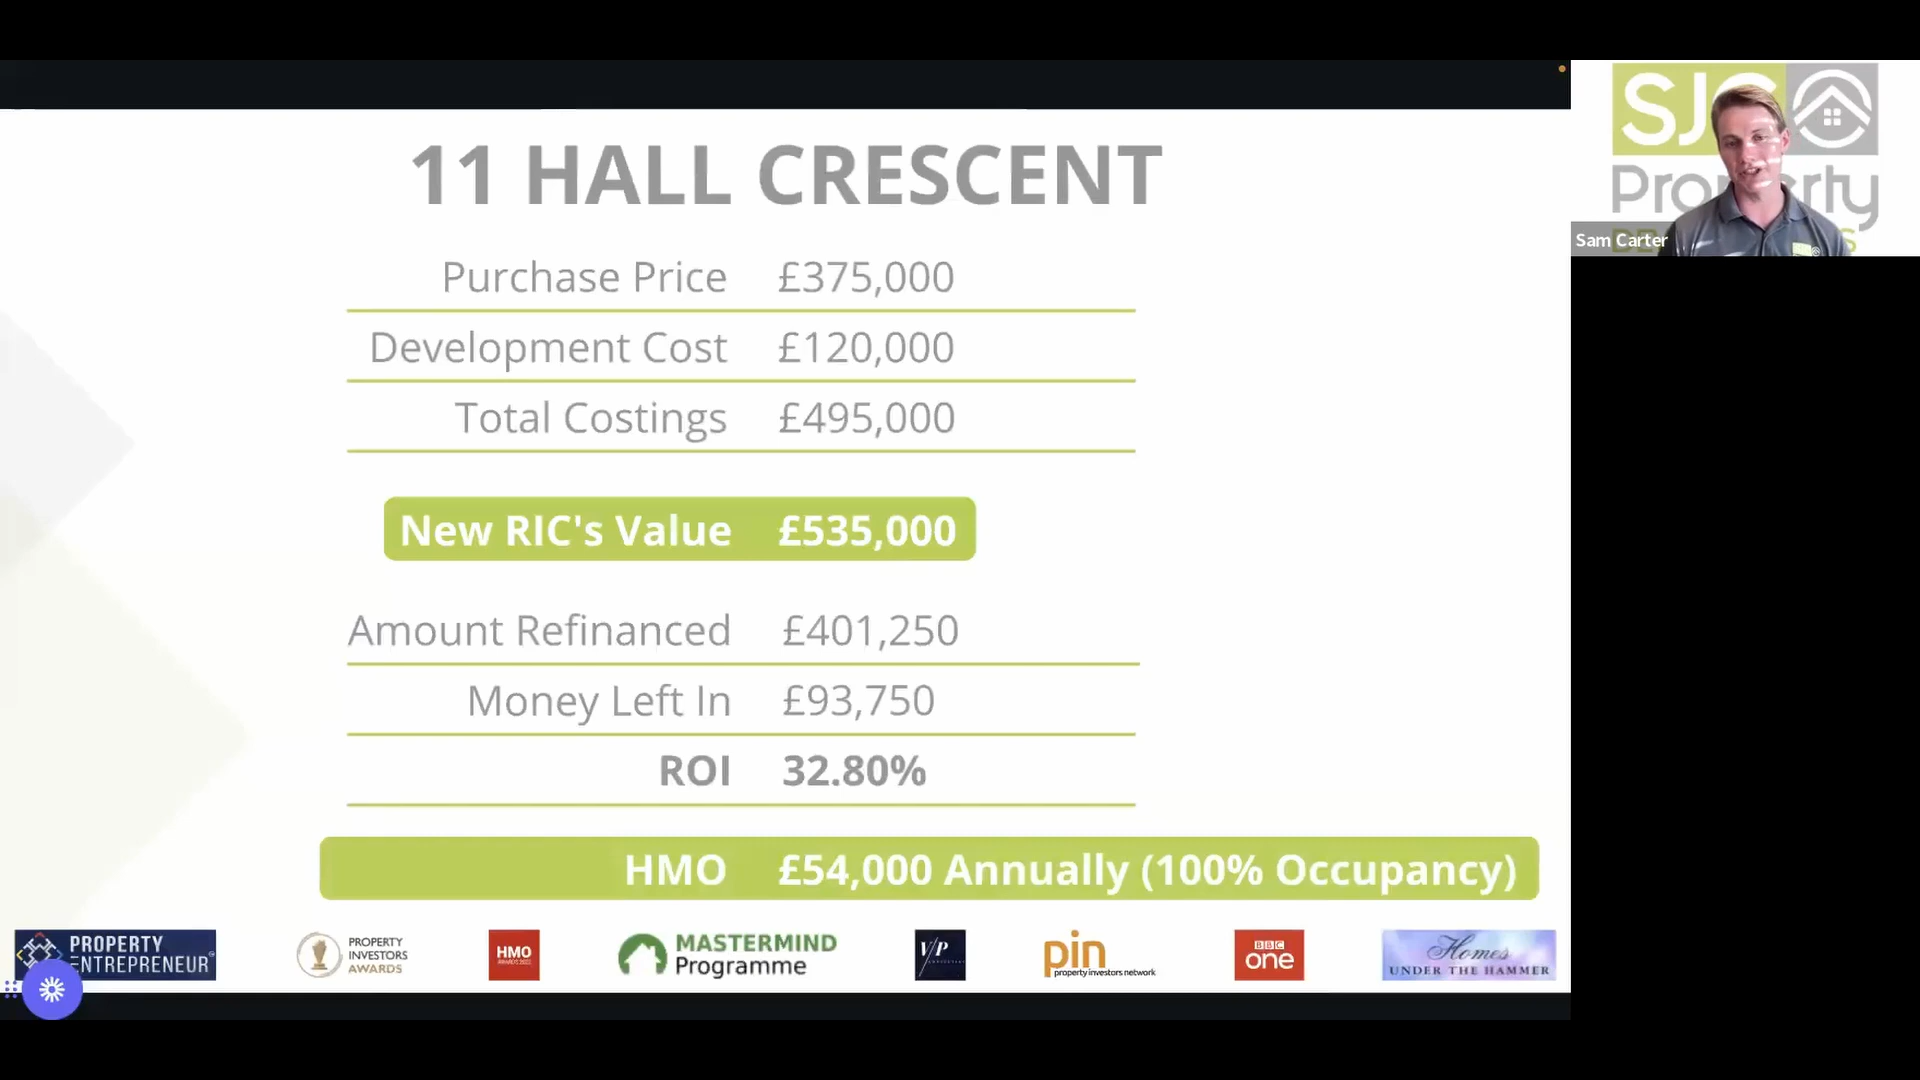 11 HALL CRESCENT
Purchase Price £375,000
Development Cost £120,000
Total Costings £495,000
New RIC's Value £535,000
Amount Refinanced £401,250
Money Left In £93,750
ROI 32.80%
HMO £54,000 Annually (100% Occupancy)
PROPERTY
ENTREPRENEUR
PROPERTY
INVESTORS
AWARDS
HMO
MASTERMIND
Programme
V/P
pin
property investors network
BBC
one
Homes
UNDER THE HAMMER
SJC
Property
Sam Carter